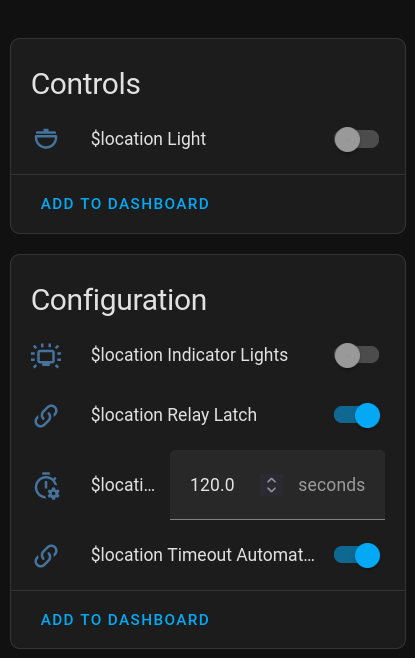 Controls
$location Light
ADD TO DASHBOARD
Configuration
$location Indicator Lights
$location Relay Latch
$locati... 120.0 seconds
$location Timeout Automat...
ADD TO DASHBOARD